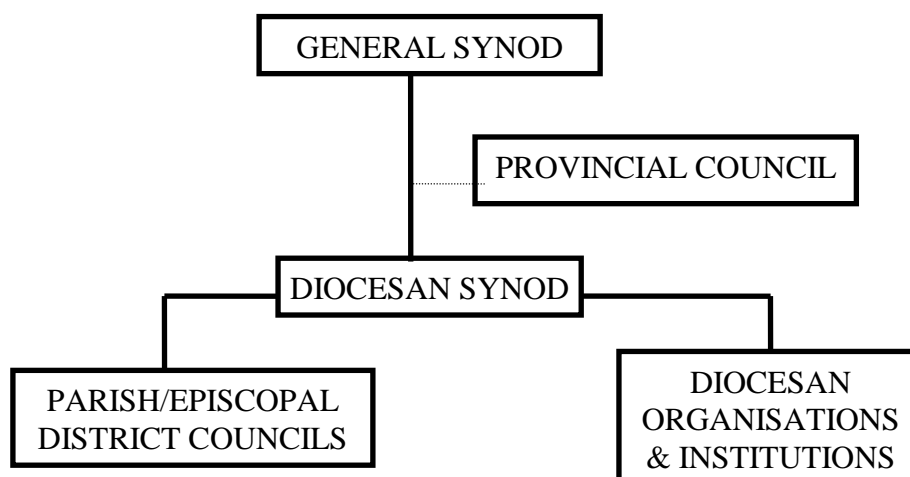 GENERAL SYNOD
PROVINCIAL COUNCIL
DIOCESAN SYNOD
PARISH/EPISCOPAL
DISTRICT COUNCILS
DIOCESAN
ORGANISATIONS
& INSTITUTIONS